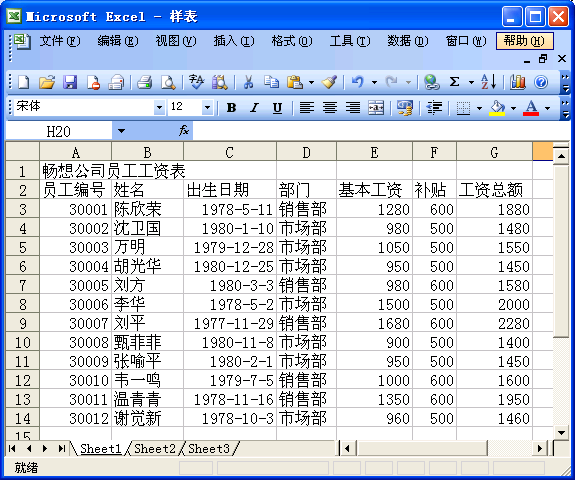 Microsoft Excel - 样表
文件(F) 编辑(E) 视图(V) 插入(I) 格式(O) 工具(T) 数据(D) 窗口(W) 帮助(H)
宋体 12 B I U
H20 fx
A B C D E F G
1 畅想公司员工工资表
2 员工编号 姓名 出生日期 部门 基本工资 补贴 工资总额
3 30001 陈欣荣 1978-5-11 销售部 1280 600 1880
4 30002 沈卫国 1980-1-10 市场部 980 500 1480
5 30003 万明 1979-12-28 市场部 1050 500 1550
6 30004 胡光华 1980-12-25 市场部 950 500 1450
7 30005 刘方 1980-3-3 销售部 980 600 1580
8 30006 李华 1978-5-2 市场部 1500 500 2000
9 30007 刘平 1977-11-29 销售部 1680 600 2280
10 30008 甄菲菲 1980-11-8 市场部 900 500 1400
11 30009 张喻平 1980-2-1 市场部 950 500 1450
12 30010 韦一鸣 1979-7-5 销售部 1000 600 1600
13 30011 温青青 1978-11-16 销售部 1350 600 1950
14 30012 谢觉新 1978-10-3 市场部 960 500 1460
15
Sheet1 Sheet2 Sheet3
就绪